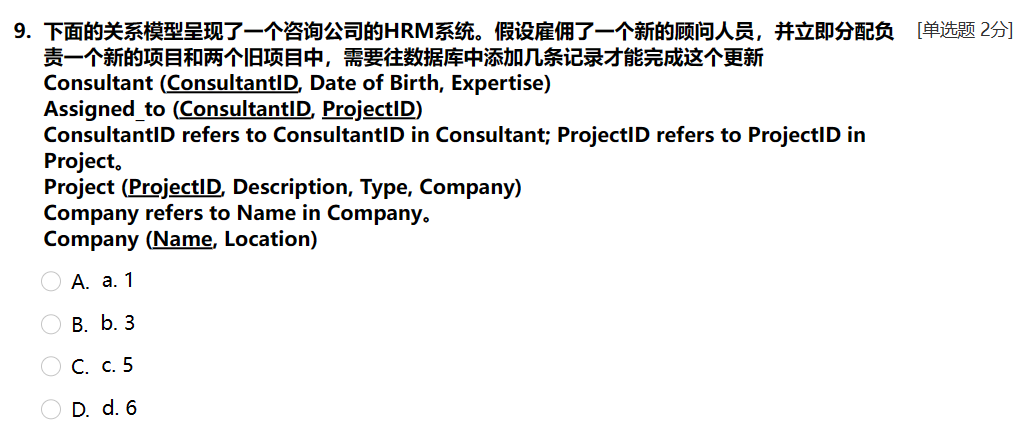 9. 下面的关系模型呈现了一个咨询公司的HRM系统。假设雇佣了一个新的顾问人员，并立即分配负 [单选题 2分]
责一个新的项目和两个旧项目中，需要往数据库中添加几条记录才能完成这个更新
Consultant (ConsultantID, Date of Birth, Expertise)
Assigned_to (ConsultantID, ProjectID)
ConsultantID refers to ConsultantID in Consultant; ProjectID refers to ProjectID in
Project。
Project (ProjectID, Description, Type, Company)
Company refers to Name in Company。
Company (Name, Location)
A. a. 1
B. b. 3
C. c. 5
D. d. 6